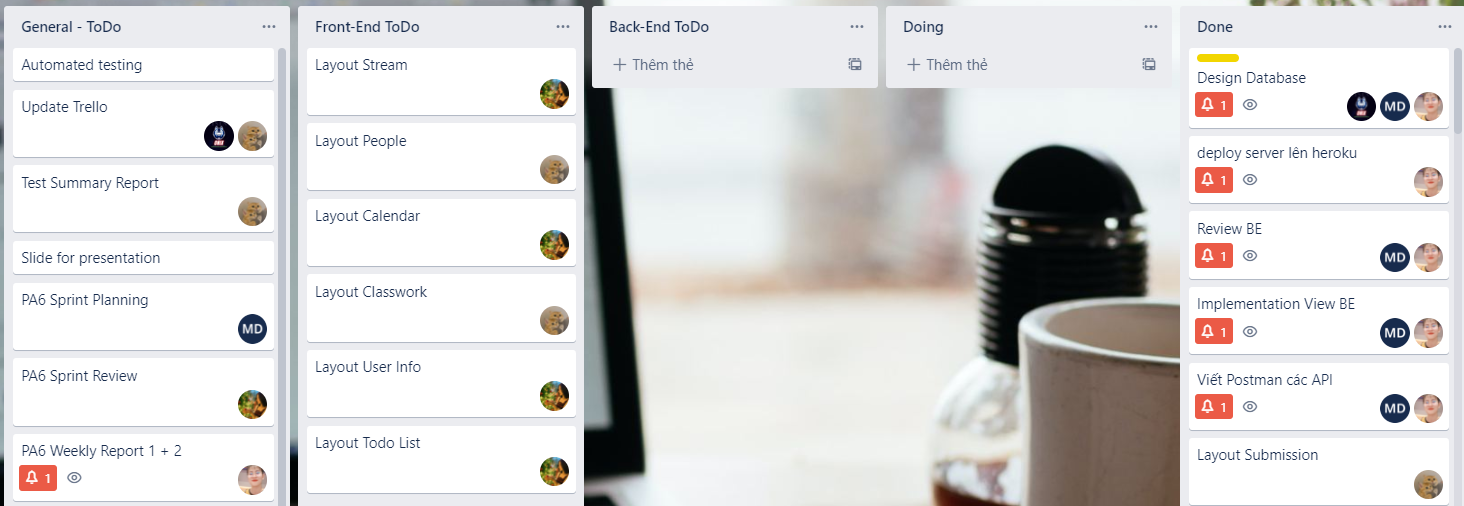 General - ToDo
Automated testing
Update Trello
Test Summary Report
Slide for presentation
PA6 Sprint Planning
MD
PA6 Sprint Review
PA6 Weekly Report 1 + 2
1
Front-End ToDo
Layout Stream
Layout People
Layout Calendar
Layout Classwork
Layout User Info
Layout Todo List
Back-End ToDo
Thêm thẻ
Doing
Thêm thẻ
Done
Design Database
1
MD
deploy server lên heroku
1
Review BE
1
MD
Implementation View BE
1
MD
Viết Postman các API
1
MD
Layout Submission